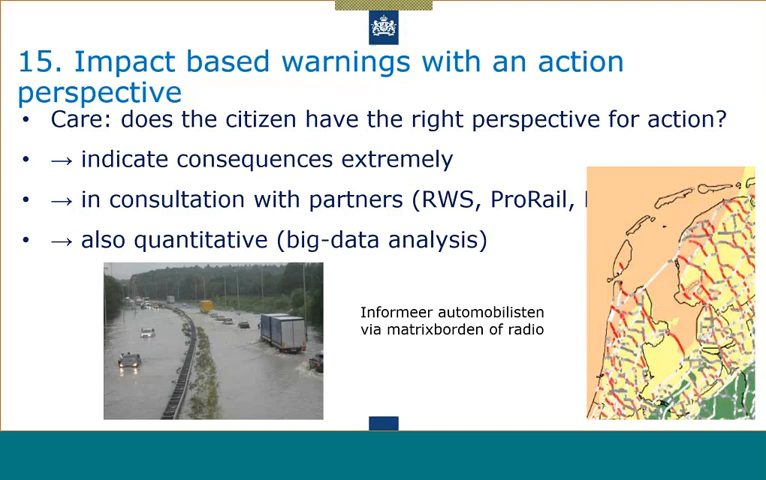 15. Impact based warnings with an action
perspective
• Care: does the citizen have the right perspective for action?
• → indicate consequences extremely
• → in consultation with partners (RWS, ProRail,
• → also quantitative (big-data analysis)
Informeer automobilisten
via matrixborden of radio